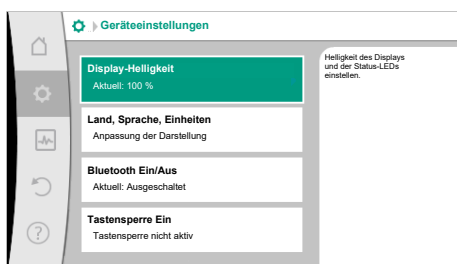 Geräteeinstellungen
Display-Helligkeit
Aktuell: 100 %
Land, Sprache, Einheiten
Anpassung der Darstellung
Bluetooth Ein/Aus
Aktuell: Ausgeschaltet
Tastensperre Ein
Tastensperre nicht aktiv
Helligkeit des Displays
und der Status-LEDs
einstellen.
?